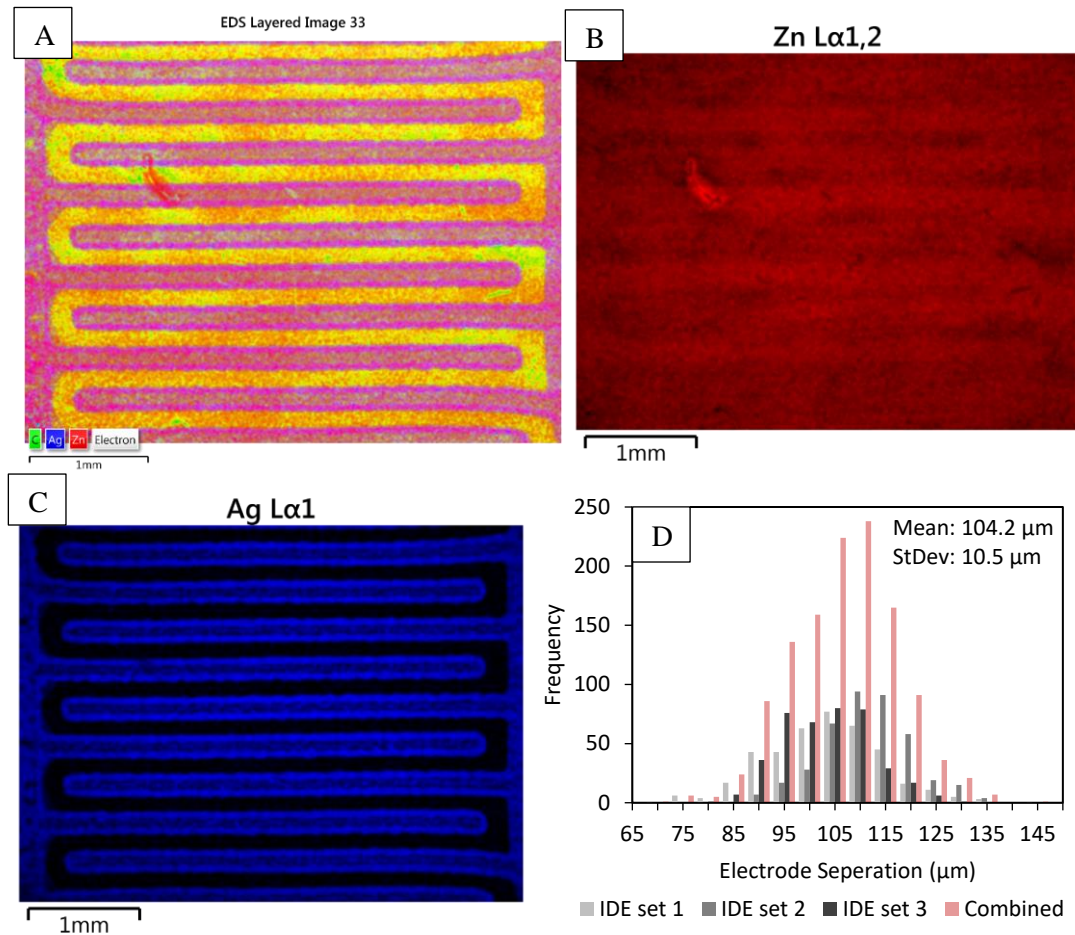 A
EDS Layered Image 33
C Ag Zn Electron
1mm
B
Zn Lα1,2
1mm
C
Ag Lα1
1mm
D
Mean: 104.2 µm
StDev: 10.5 µm
Frequency
250
200
150
100
50
0
65 75 85 95 105 115 125 135 145
Electrode Seperation (µm)
IDE set 1 IDE set 2 IDE set 3 Combined